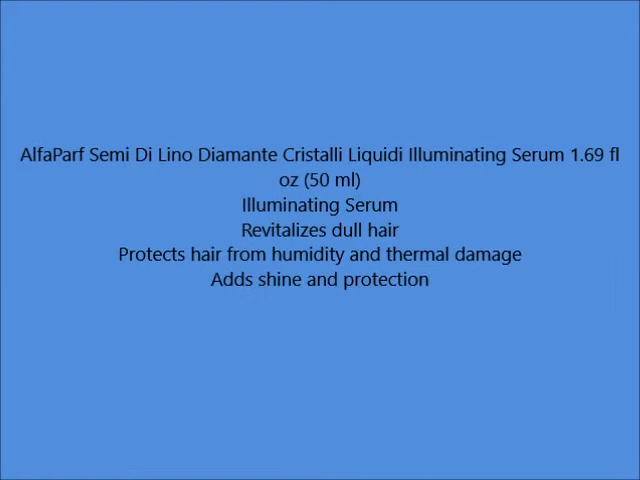 AlfaParf Semi Di Lino Diamante Cristalli Liquidi Illuminating Serum 1.69 fl
oz (50 ml)
Illuminating Serum
Revitalizes dull hair
Protects hair from humidity and thermal damage
Adds shine and protection